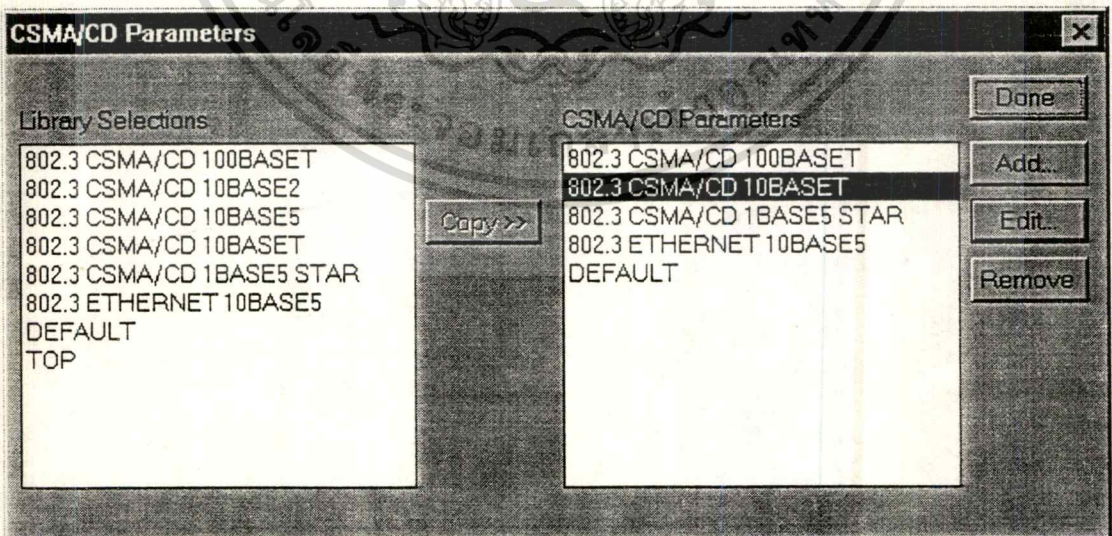 CSMA/CD Parameters
Library Selections
802.3 CSMA/CD 100BASET
802.3 CSMA/CD 10BASE2
802.3 CSMA/CD 10BASE5
802.3 CSMA/CD 10BASET
802.3 CSMA/CD 1BASE5 STAR
802.3 ETHERNET 10BASE5
DEFAULT
TOP
Copy >>
CSMA/CD Parameters
802.3 CSMA/CD 100BASET
802.3 CSMA/CD 10BASET
802.3 CSMA/CD 1BASE5 STAR
802.3 ETHERNET 10BASE5
DEFAULT
Done
Add...
Edit...
Remove